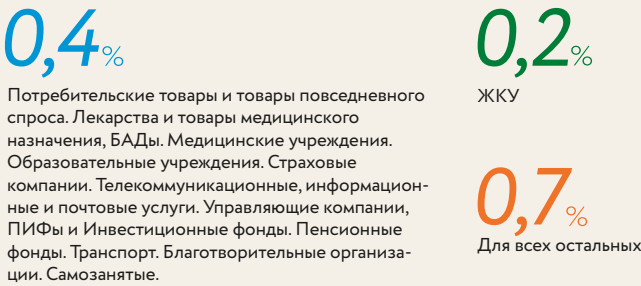 0,4%
Потребительские товары и товары повседневного
спроса. Лекарства и товары медицинского
назначения, БАДы. Медицинские учреждения.
Образовательные учреждения. Страховые
компании. Телекоммуникационные, информацион-
ные и почтовые услуги. Управляющие компании,
ПИФы и Инвестиционные фонды. Пенсионные
фонды. Транспорт. Благотворительные организа-
ции. Самозанятые.
0,2%
ЖКУ
0,7%
Для всех остальных